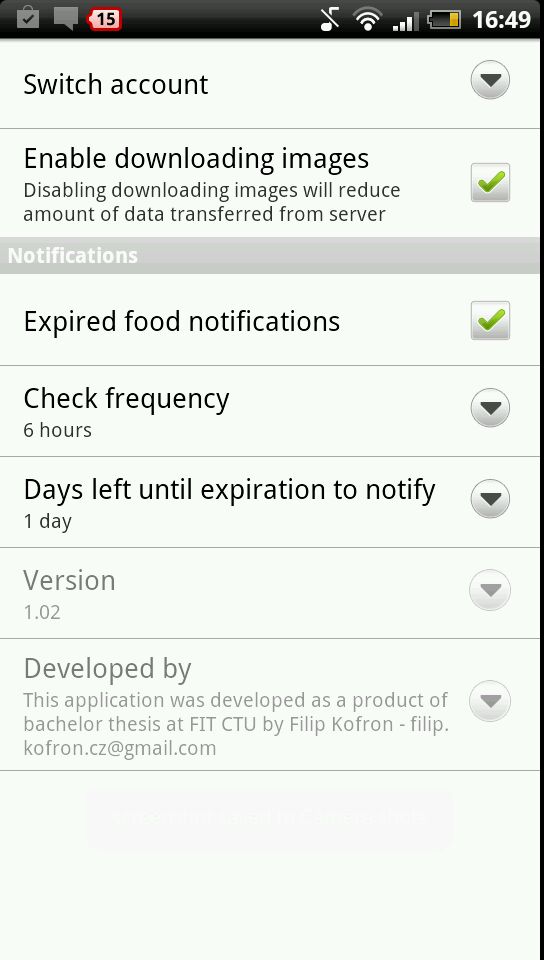 15 16:49
Switch account
Enable downloading images
Disabling downloading images will reduce
amount of data transferred from server
Notifications
Expired food notifications
Check frequency
6 hours
Days left until expiration to notify
1 day
Version
1.02
Developed by
This application was developed as a product of
bachelor thesis at FIT CTU by Filip Kofron - filip.
kofron.cz@gmail.com